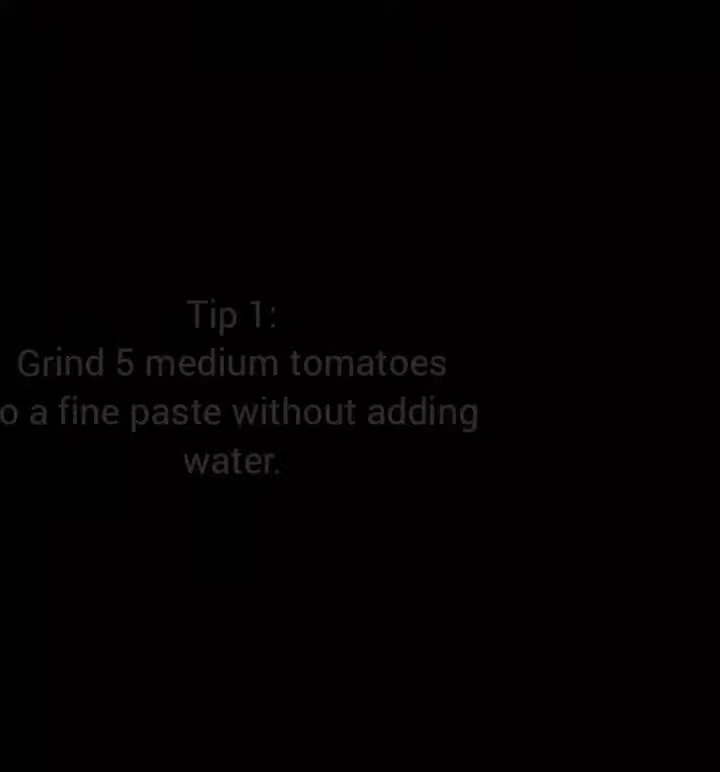 Tip 1:
Grind 5 medium tomatoes
o a fine paste without adding
water.